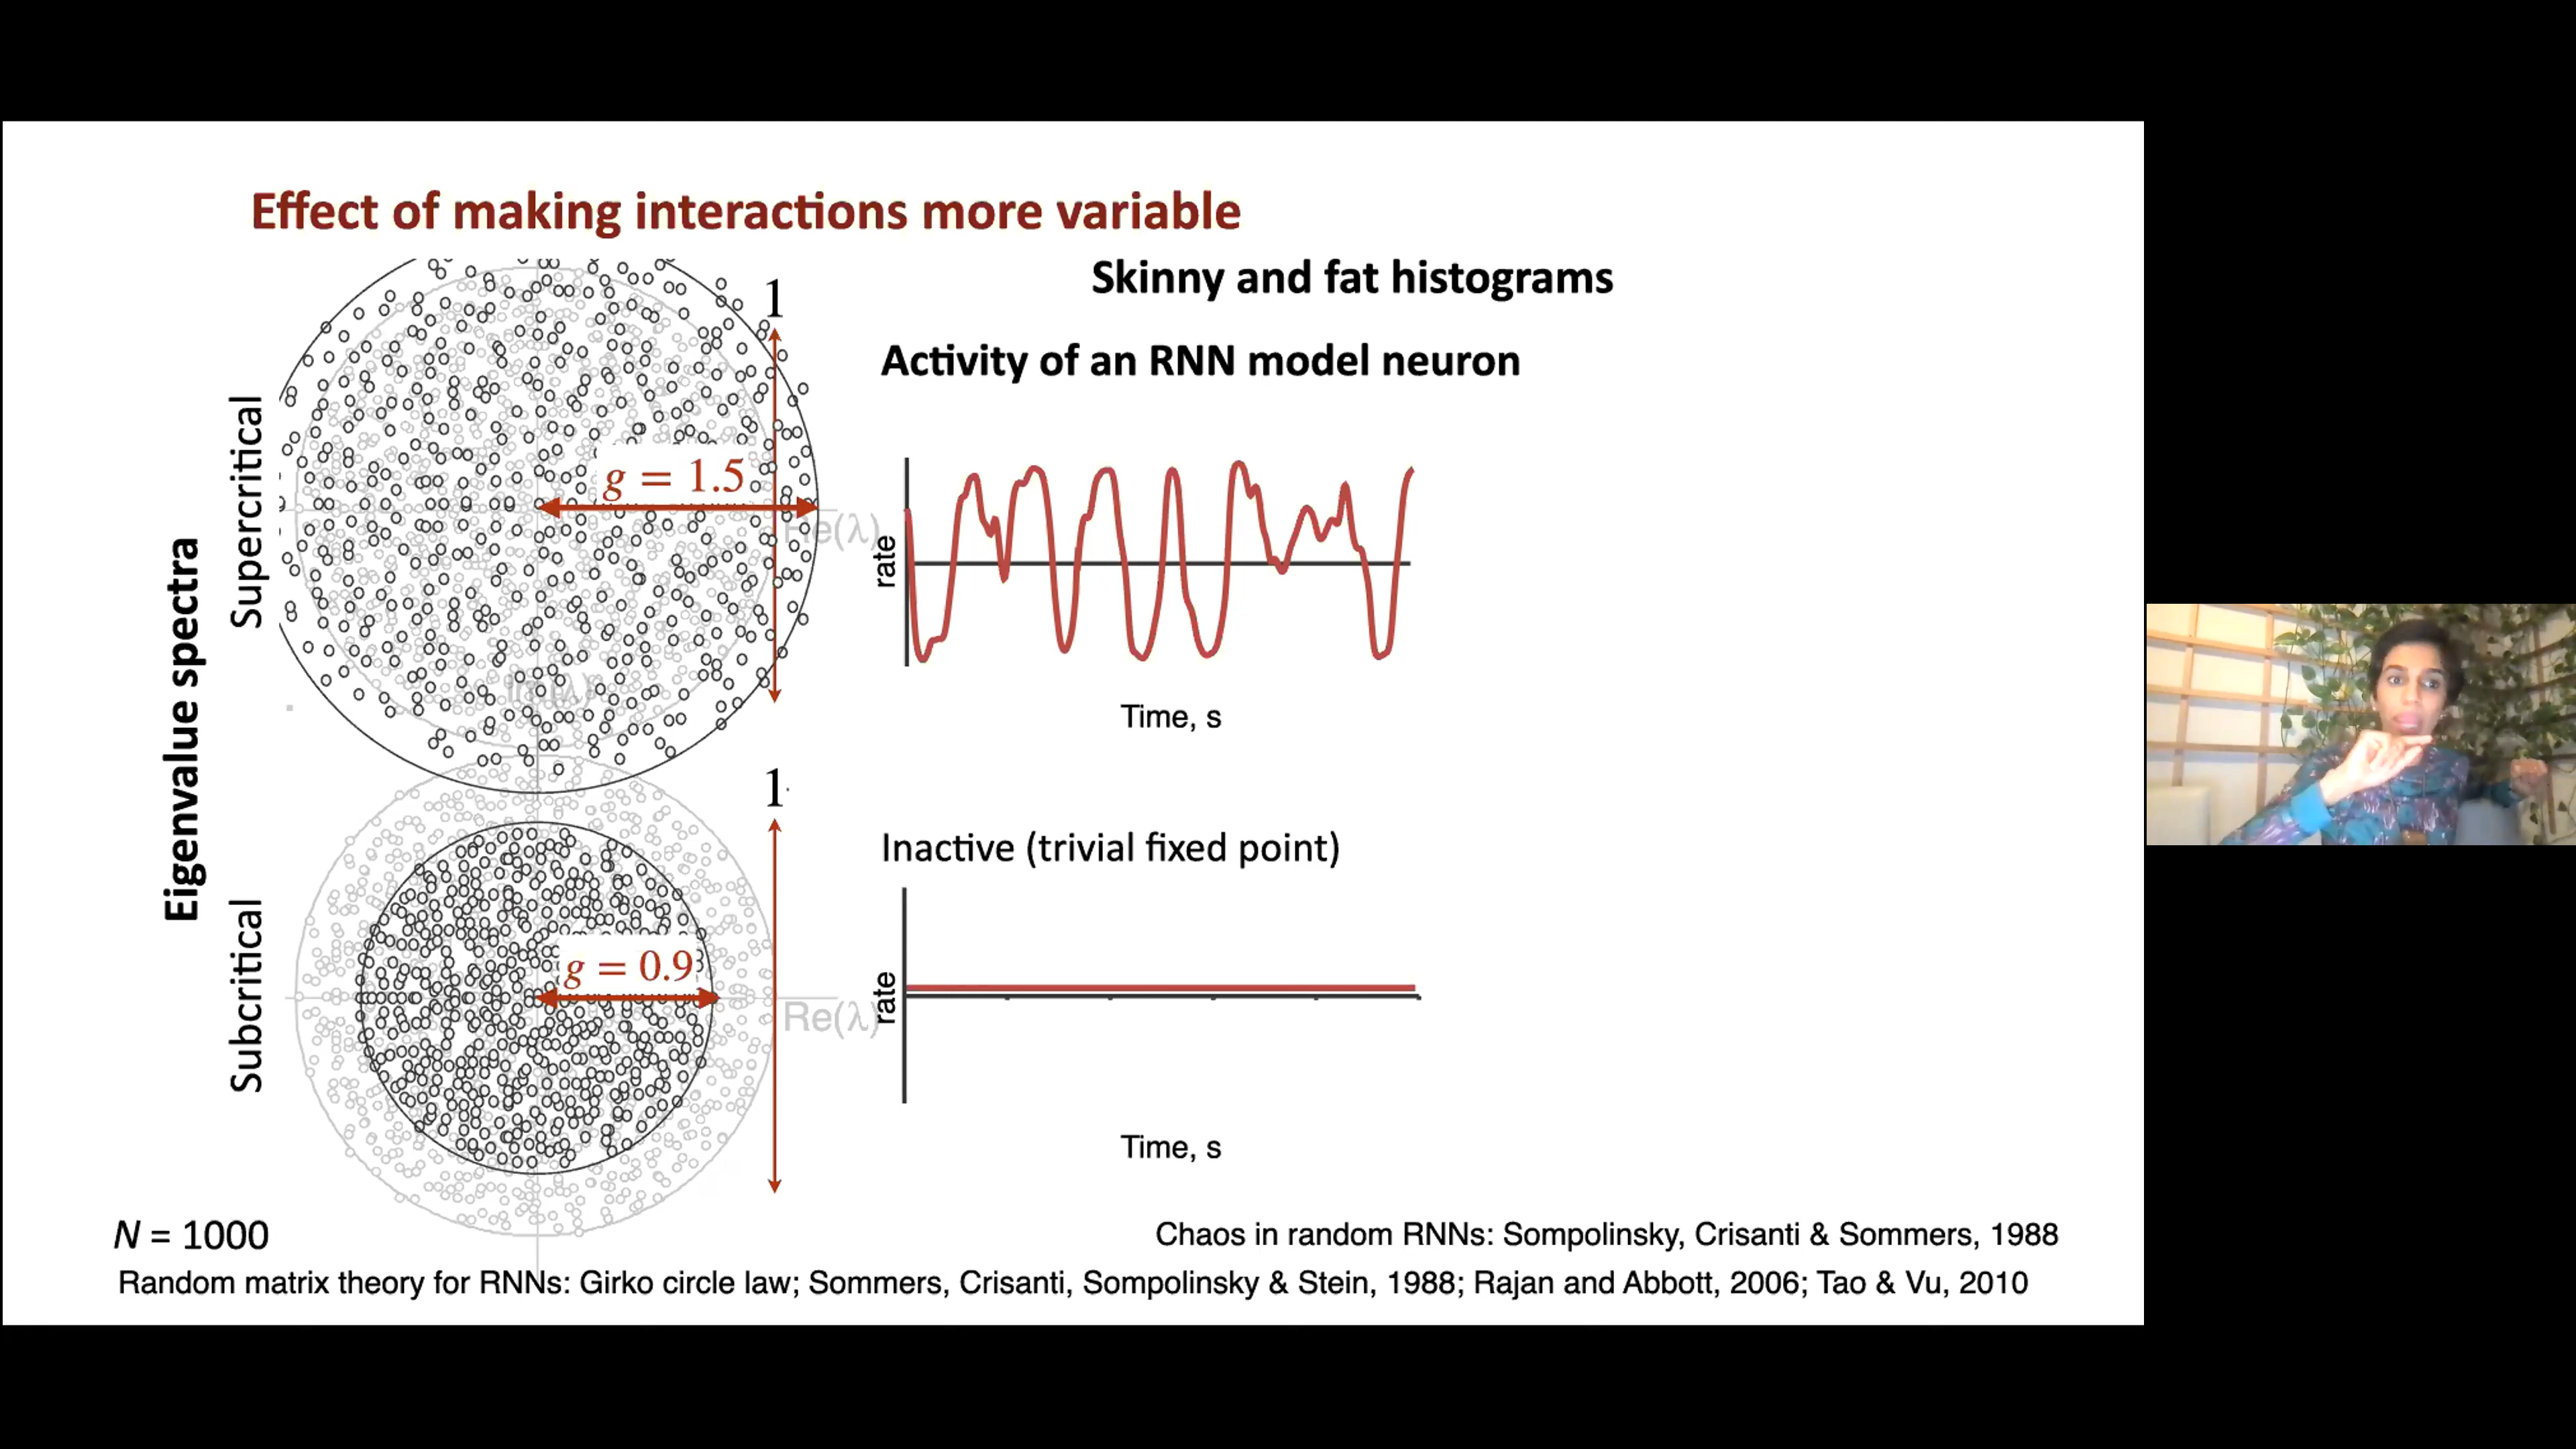 Effect of making interactions more variable
Skinny and fat histograms
Activity of an RNN model neuron
Eigenvalue spectra
Supercritical
1
g = 1.5
Re(λ)
Im(λ)
rate
Time, s
Subcritical
1
g = 0.9
Re(λ)
Inactive (trivial fixed point)
rate
Time, s
N = 1000
Chaos in random RNNs: Sompolinsky, Crisanti & Sommers, 1988
Random matrix theory for RNNs: Girko circle law; Sommers, Crisanti, Sompolinsky & Stein, 1988; Rajan and Abbott, 2006; Tao & Vu, 2010